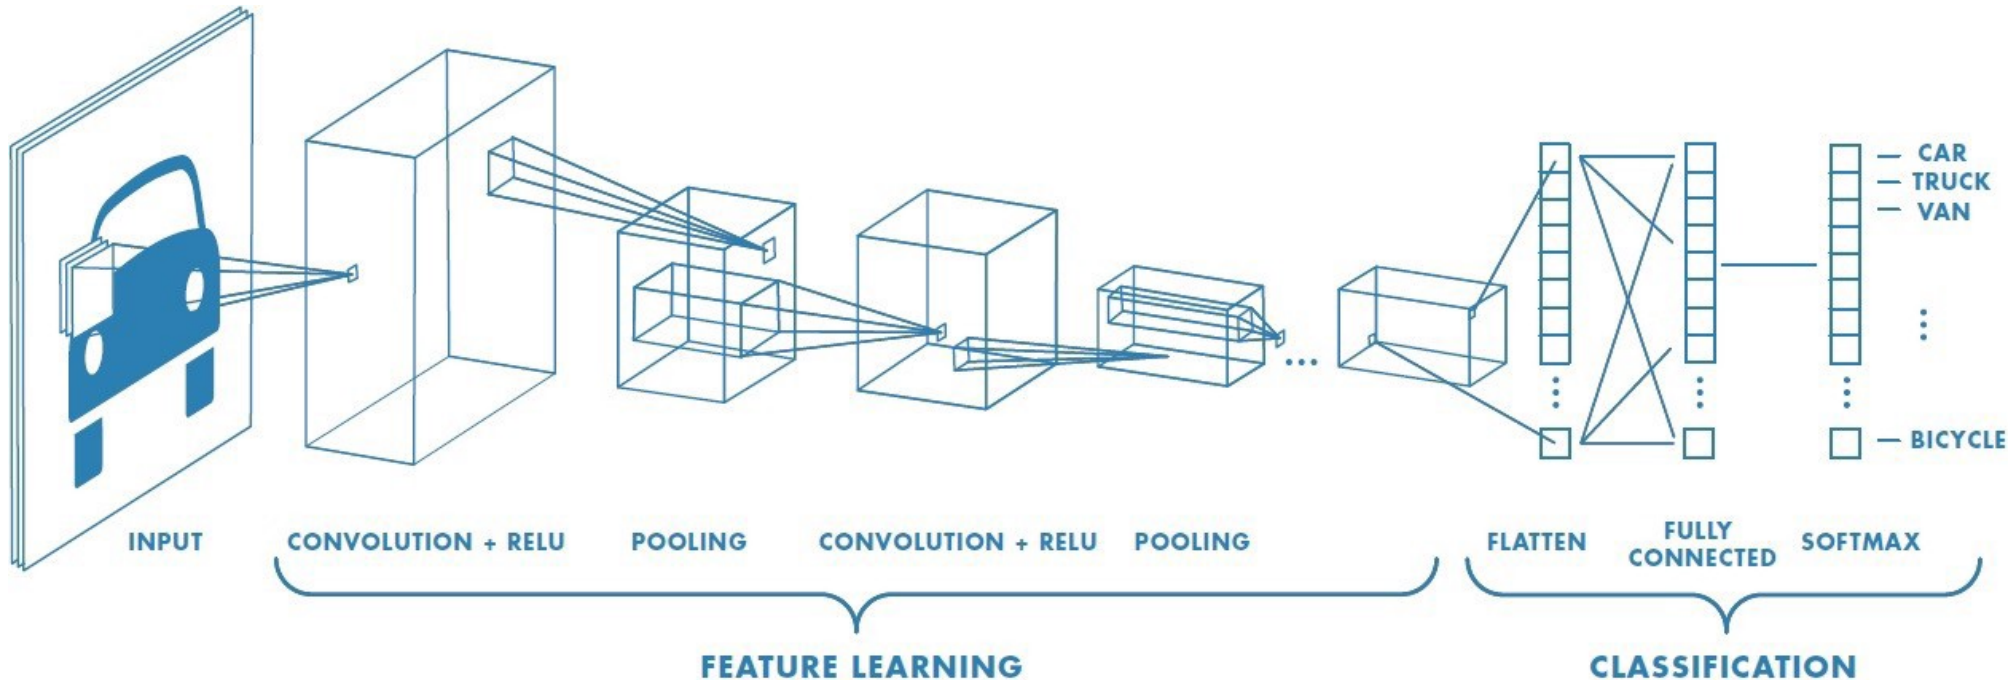 CAR
TRUCK
VAN
BICYCLE
INPUT
CONVOLUTION + RELU
POOLING
CONVOLUTION + RELU
POOLING
FLATTEN
FULLY
CONNECTED
SOFTMAX
FEATURE LEARNING
CLASSIFICATION